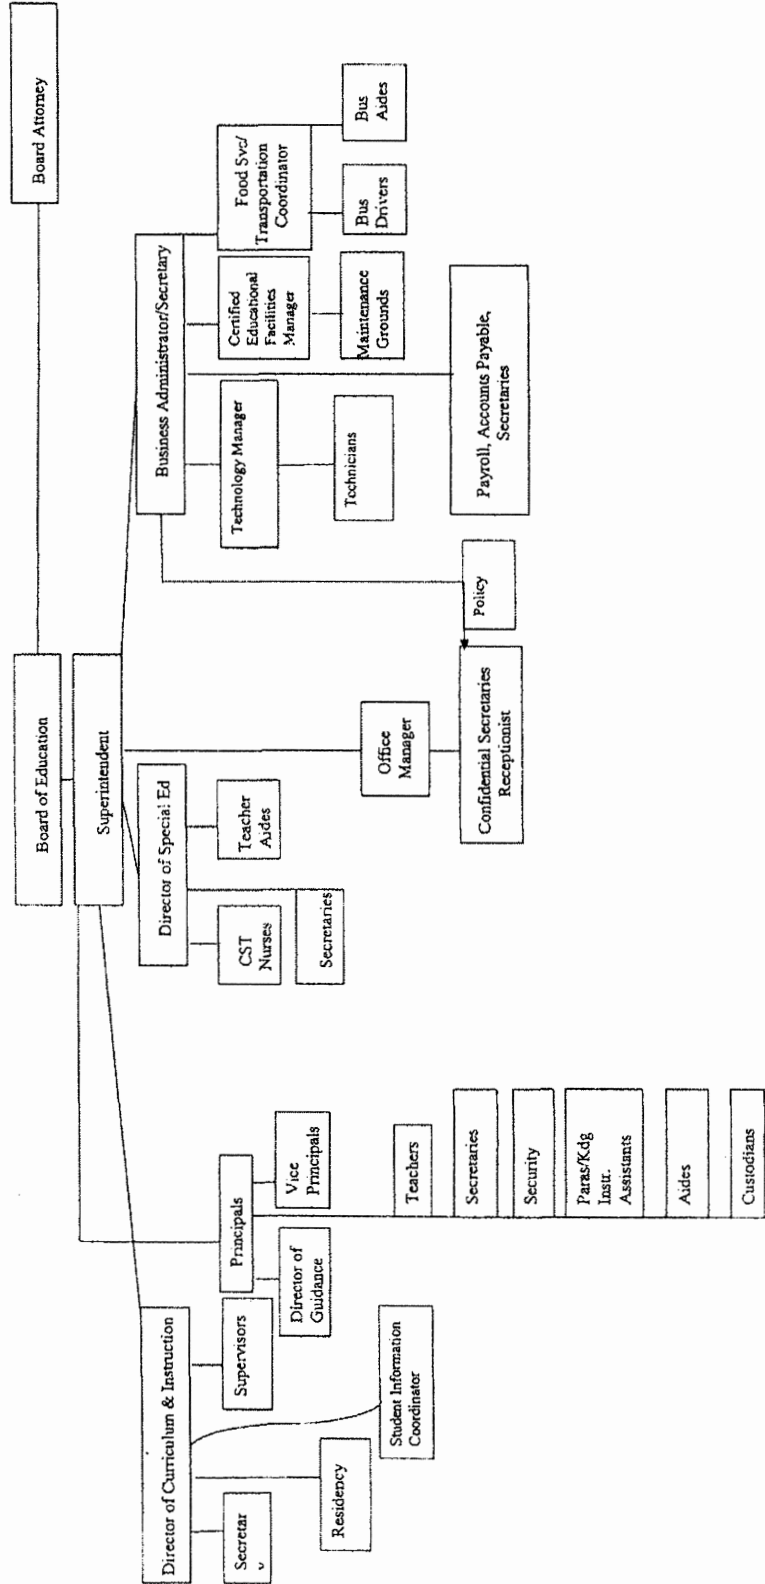 Board Attorney
Board of Education
Superintendent
Director of Curriculum & Instruction
Secretar
y
Residency
Student Information
Coordinator
Supervisors
Principals
Director of
Guidance
Vice
Principals
Teachers
Secretaries
Security
Paras/Kdg
Instr.
Assistants
Aides
Custodians
Director of Special Ed
CST
Nurses
Secretaries
Teacher
Aides
Office
Manager
Confidential Secretaries
Receptionist
Policy
Business Administrator/Secretary
Technology Manager
Technicians
Certified
Educational
Facilities
Manager
Maintenance
Grounds
Food Svc/
Transportation
Coordinator
Bus
Drivers
Bus
Aides
Payroll, Accounts Payable,
Secretaries